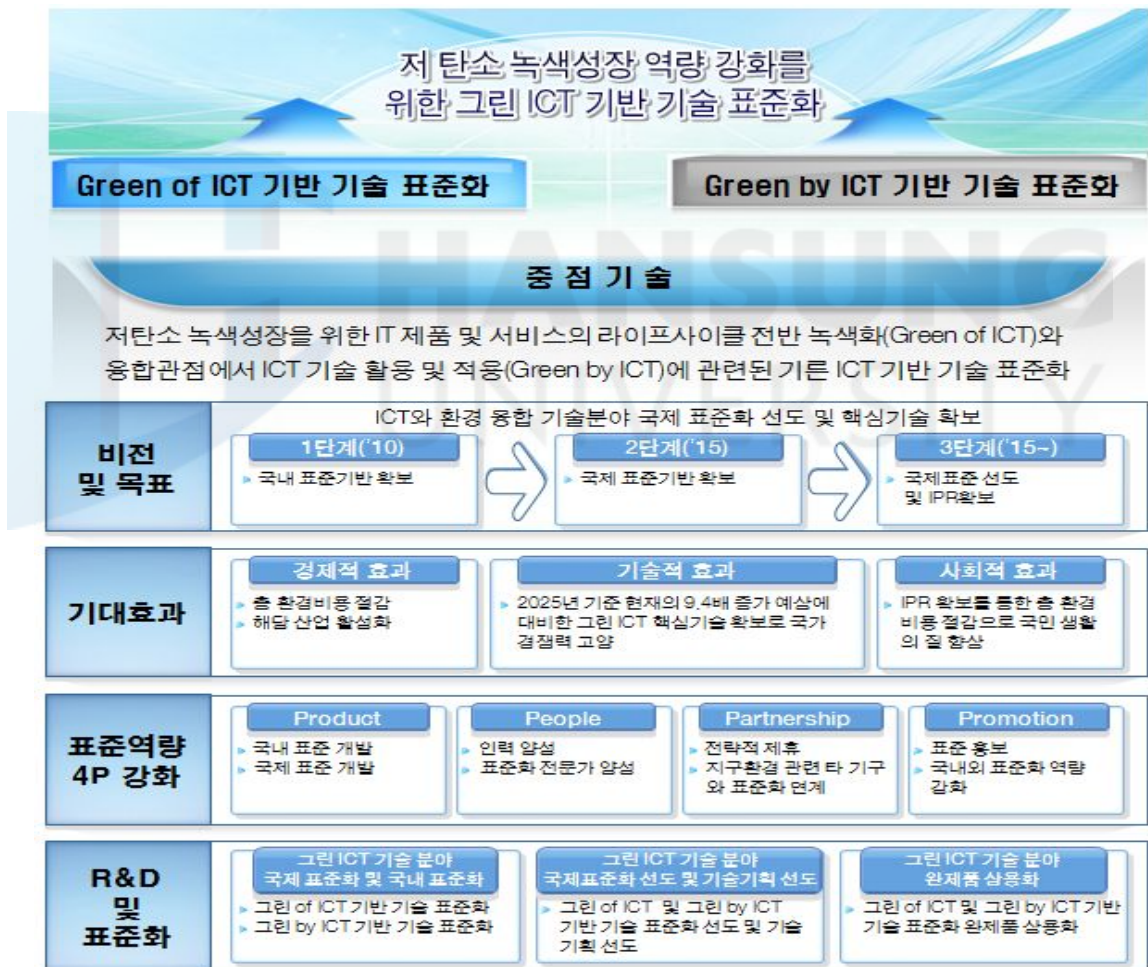 저 탄소 녹색성장 역량 강화를
위한 그린 ICT 기반 기술 표준화
Green of ICT 기반 기술 표준화
Green by ICT 기반 기술 표준화
HANSUNG
UNIVERSITY
중 점 기 술
저탄소 녹색성장을 위한 IT 제품 및 서비스의 라이프사이클 전반 녹색화(Green of ICT)와
융합관점에서 ICT 기술 활용 및 적용(Green by ICT)에 관련된 기른 ICT 기반 기술 표준화
비전
및 목표
ICT와 환경 융합 기술분야 국제 표준화 선도 및 핵심기술 확보
1단계('10)
국내 표준기반 확보
2단계('15)
국제 표준기반 확보
3단계('15~)
국제표준 선도
및 IPR확보
기대효과
경제적 효과
총 환경비용 절감
해당 산업 활성화
기술적 효과
2025년 기준 현재의 9.4배 증가 예상에
대비한 그린 ICT 핵심기술 확보로 국가
경쟁력 고양
사회적 효과
IPR 확보를 통한 총 환경
비용 절감으로 국민 생활
의 질 향상
표준역량
4P 강화
Product
국내 표준 개발
국제 표준 개발
People
인력 양성
표준화 전문가 양성
Partnership
전략적 제휴
지구환경 관련 타 기구
와 표준화 연계
Promotion
표준 홍보
국내외 표준화 역량
강화
R&D
및
표준화
그린 ICT 기술 분야
국제 표준화 및 국내 표준화
그린 of ICT 기반 기술 표준화
그린 by ICT 기반 기술 표준화
그린 ICT 기술 분야
국제표준화 선도 및 기술기획 선도
그린 of ICT 및 그린 by ICT
기반 기술 표준화 선도 및 기술
기획 선도
그린 ICT 기술 분야
완제품 상용화
그린 of ICT 및 그린 by ICT 기반
기술 표준화 완제품 상용화